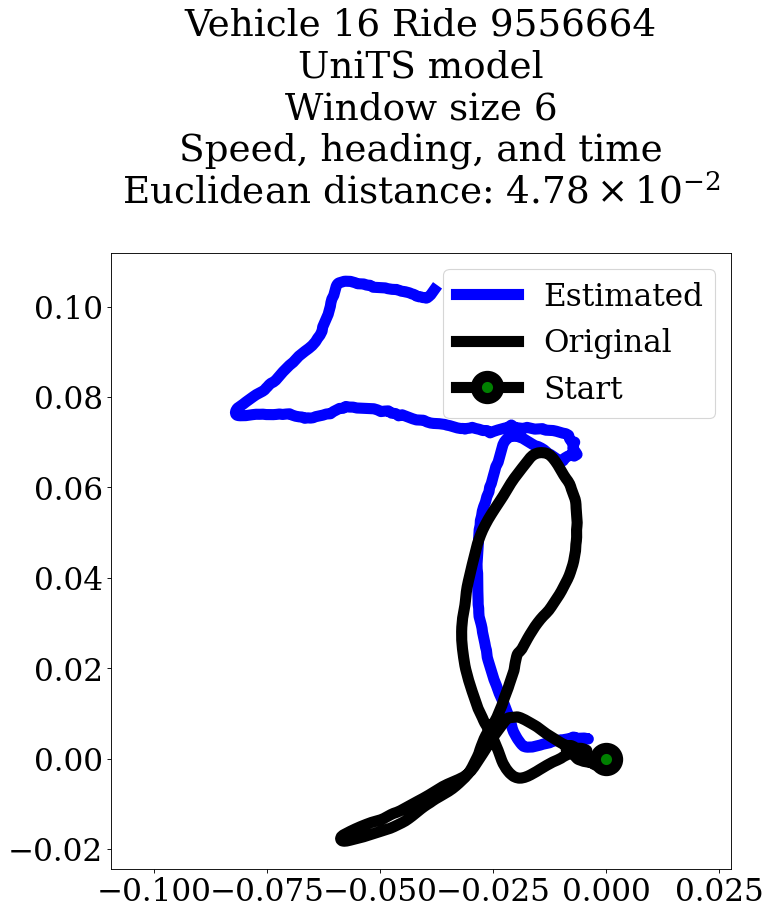 Vehicle 16 Ride 9556664
UniTS model
Window size 6
Speed, heading, and time
Euclidean distance: 4.78 × 10⁻²
Estimated
Original
Start
0.10
0.08
0.06
0.04
0.02
0.00
−0.02
−0.100 −0.075 −0.050 −0.025 0.000 0.025